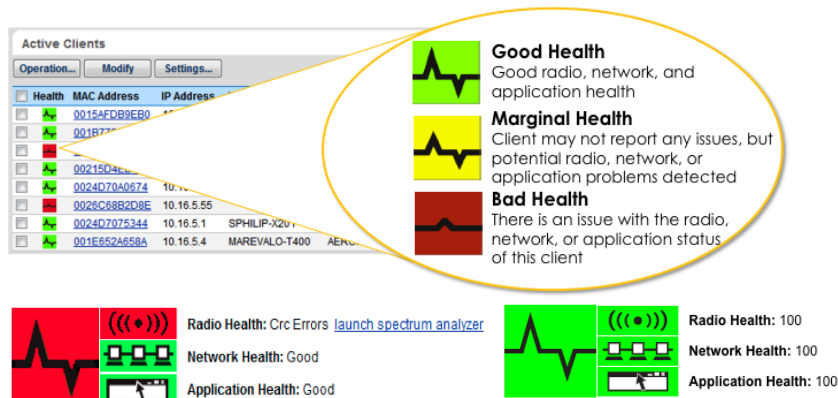 Active Clients
Operation... Modify Settings...
Health MAC Address IP Address
0015AFDB9EB0
00215D4E
0024D70A0674
0026C68B2D8E 10.16.5.55
0024D7075344 10.16.5.1
001E652A658A 10.16.5.4 MAREVALO-T400
Good Health
Good radio, network, and
application health
Marginal Health
Client may not report any issues, but
potential radio, network, or
application problems detected
Bad Health
There is an issue with the radio,
network, or application status
of this client
Radio Health: Crc Errors launch spectrum analyzer
Network Health: Good
Application Health: Good
Radio Health: 100
Network Health: 100
Application Health: 100